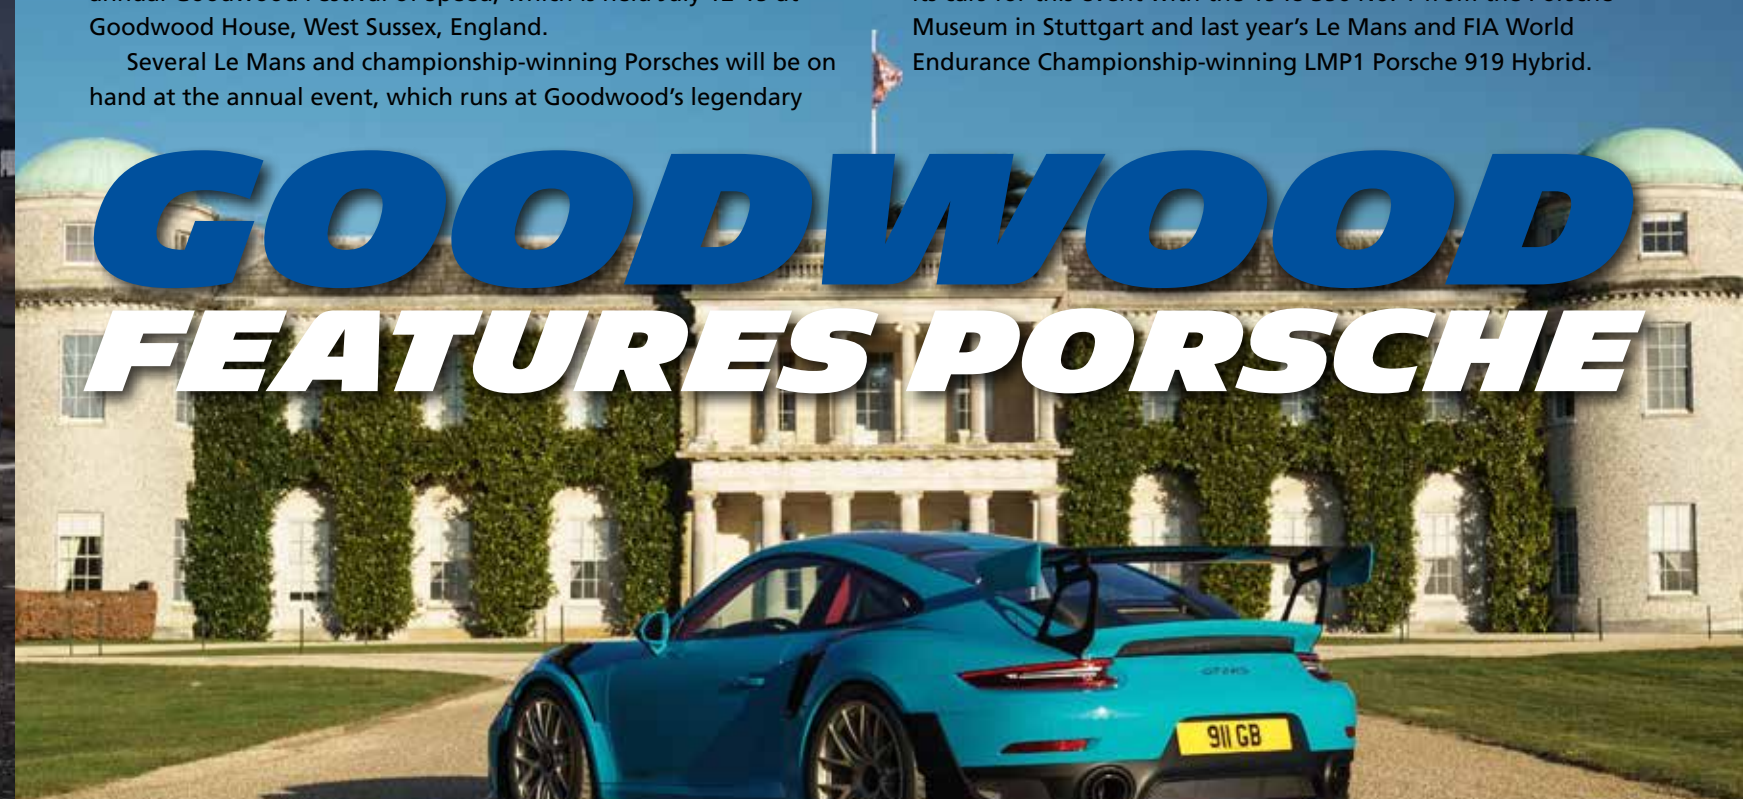 Goodwood House, West Sussex, England.
Several Le Mans and championship-winning Porsches will be on
hand at the annual event, which runs at Goodwood’s legendary
Museum in Stuttgart and last year’s Le Mans and FIA World
Endurance Championship-winning LMP1 Porsche 919 Hybrid.
GOODWOOD
FEATURES PORSCHE
911 GB